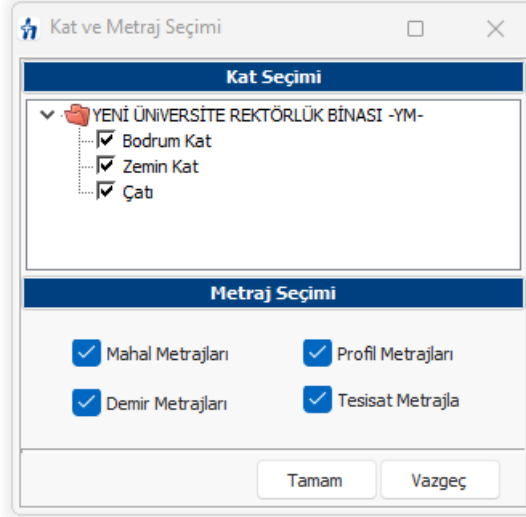 Kat ve Metraj Seçimi
Kat Seçimi
YENİ ÜNİVERSİTE REKTÖRLÜK BİNASI -YM-
Bodrum Kat
Zemin Kat
Çatı
Metraj Seçimi
Mahal Metrajları
Profil Metrajları
Demir Metrajları
Tesisat Metrajla
Tamam
Vazgeç